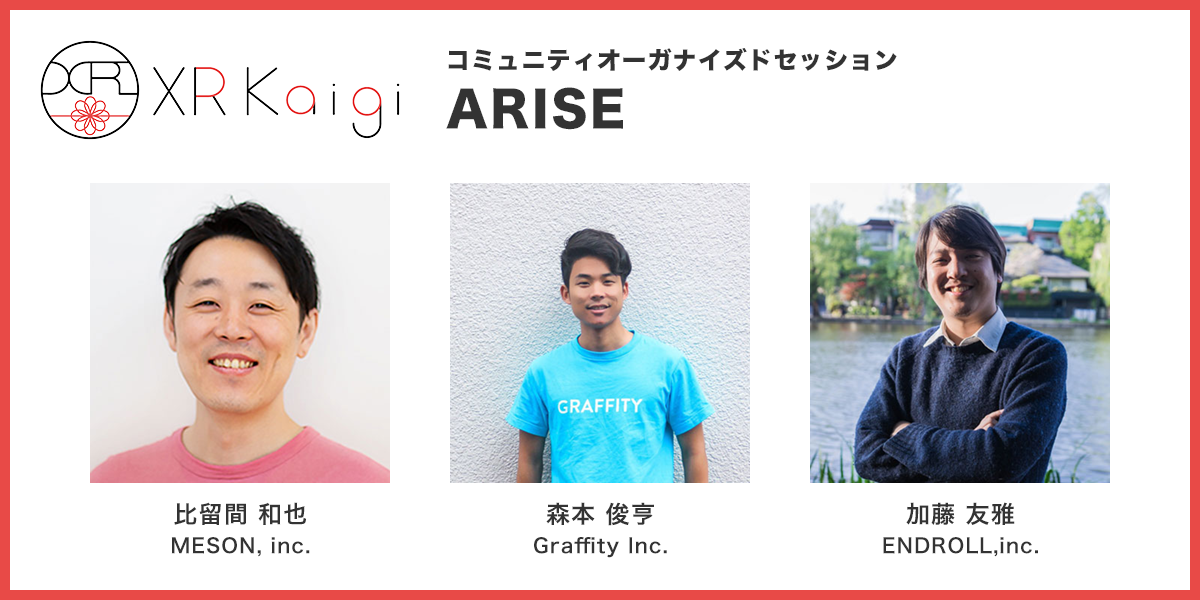 XR
XR Kaigi
コミュニティオーガナイズドセッション
ARISE
GRAFFITY
比留間 和也
MESON, inc.
森本 俊亨
Graffity Inc.
加藤 友雅
ENDROLL,inc.